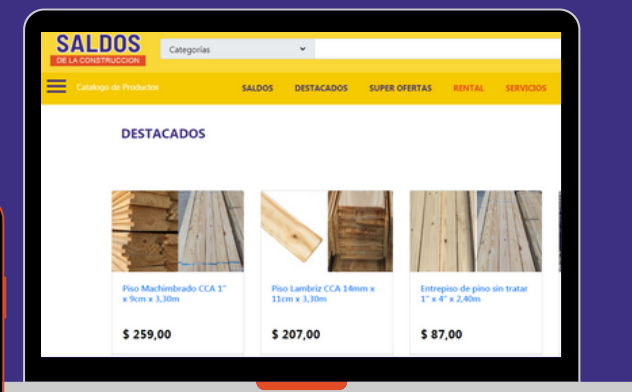 SALDOS
DE LA CONSTRUCCION
Categorías
Catalogo de Productos
SALDOS
DESTACADOS
SUPER OFERTAS
RENTAL
SERVICIOS
DESTACADOS
Piso Machimbrado CCA 1"
x 9cm x 3,30m
$ 259,00
Piso Lambriz CCA 14mm x
11cm x 3,30m
$ 207,00
Entrepiso de pino sin tratar
1" x 4" x 2,40m
$ 87,00